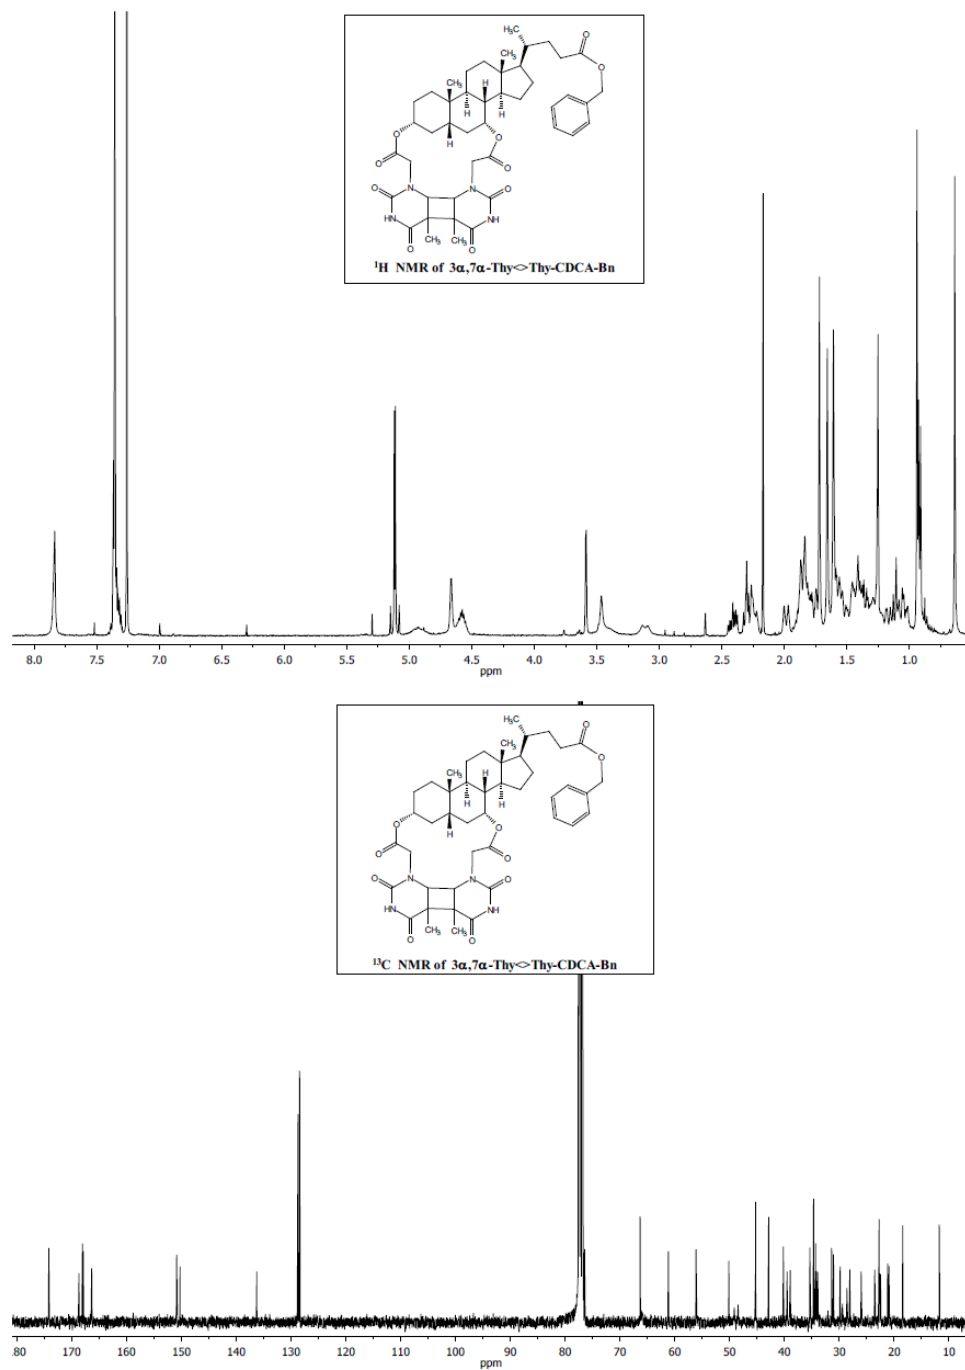 H₃C
O
CH₃
O
CH₃
H
H
H
H
O
O
O
O
O
N
N
O
HN
NH
CH₃
CH₃
O
O
¹H NMR of 3α,7α-Thy<>Thy-CDCA-Bn
8.0 7.5 7.0 6.5 6.0 5.5 5.0 4.5 4.0 3.5 3.0 2.5 2.0 1.5 1.0
ppm
H₃C
O
CH₃
O
CH₃
H
H
H
H
O
O
O
O
O
N
N
O
HN
NH
O
CH₃
CH₃
O
¹³C NMR of 3α,7α-Thy<>Thy-CDCA-Bn
80 170 160 150 140 130 120 110 100 90 80 70 60 50 40 30 20 10
ppm